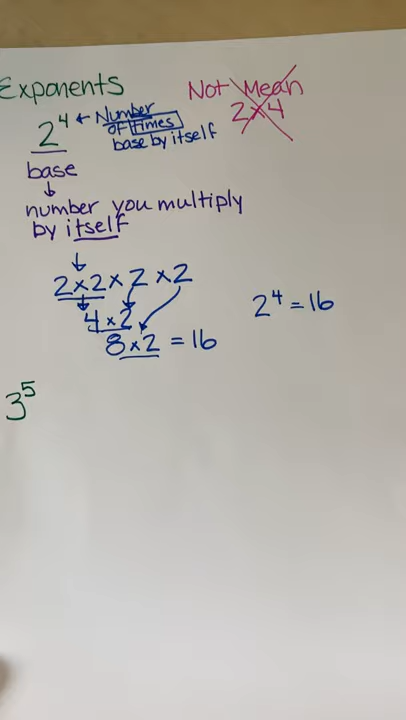 Exponents
Not Mean
2×4
2⁴ ← Number
of Times
base by itself
base
↓
number you multiply
by itself
↓
2×2×2×2
4×2
8×2 = 16
2⁴ = 16
3⁵